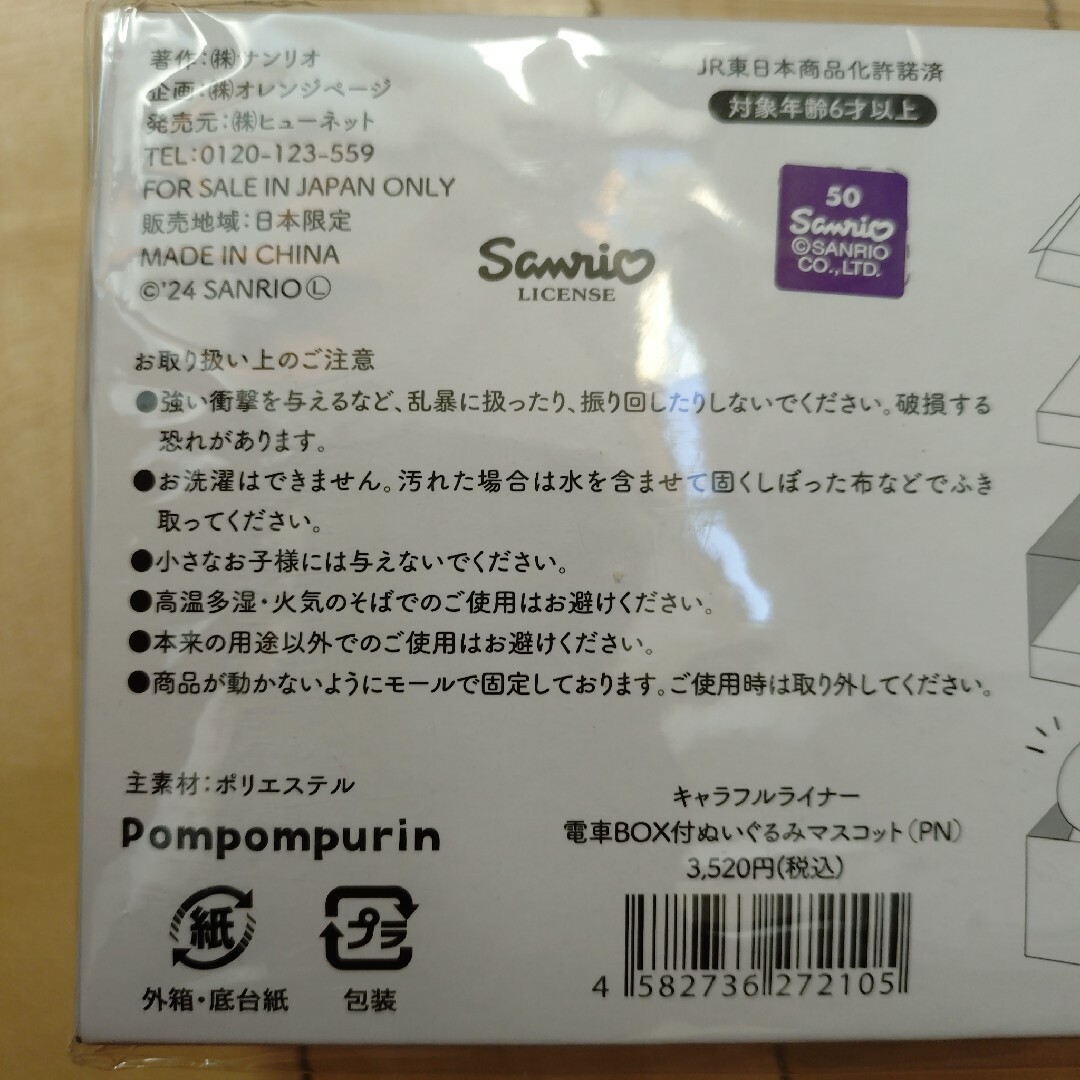 著作:㈱サンリオ
企画:㈱オレンジページ
発売元:㈱ヒューネット
TEL:0120-123-559
FOR SALE IN JAPAN ONLY
販売地域:日本限定
MADE IN CHINA
©'24 SANRIO Ⓛ
JR東日本商品化許諾済
対象年齢6才以上
Sanrio
LICENSE
50
Sanrio
©SANRIO
CO.,LTD.
お取り扱い上のご注意
●強い衝撃を与えるなど、乱暴に扱ったり、振り回したりしないでください。破損する
恐れがあります。
●お洗濯はできません。汚れた場合は水を含ませて固くしぼった布などでふき
取ってください。
●小さなお子様には与えないでください。
●高温多湿・火気のそばでのご使用はお避けください。
●本来の用途以外でのご使用はお避けください。
●商品が動かないようにモールで固定しております。ご使用時は取り外してください。
主素材:ポリエステル
Pompompurin
紙
外箱・底台紙
プラ
包装
キャラフルライナー
電車BOX付ぬいぐるみマスコット(PN)
3,520円(税込)
4 582736 272105